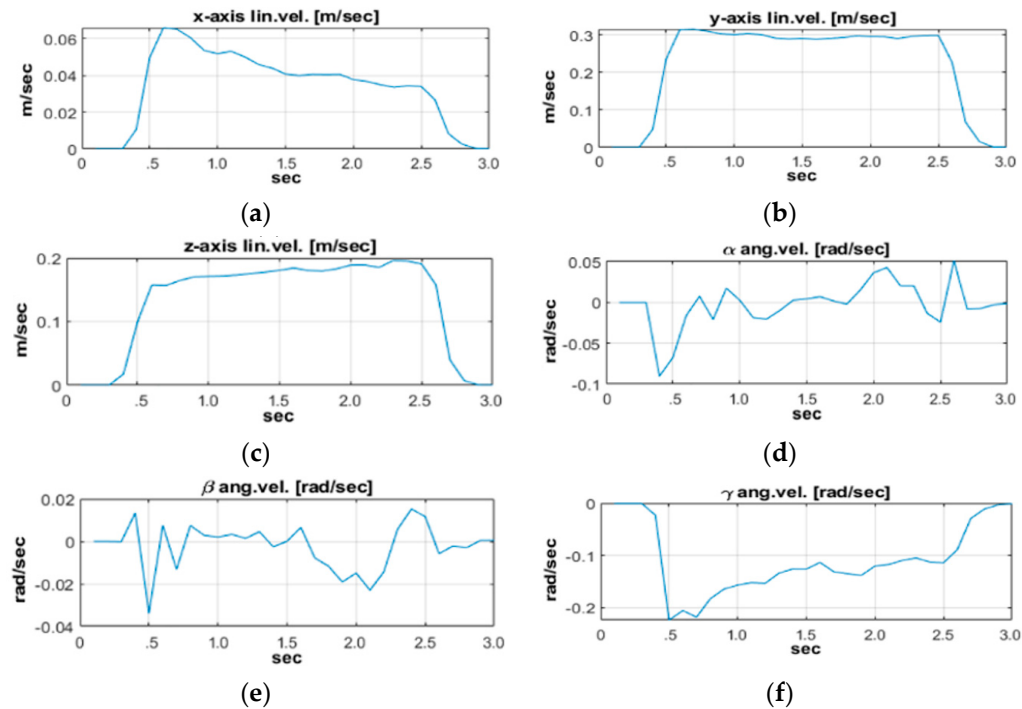 x-axis lin.vel. [m/sec]
m/sec
0.06
0.04
0.02
0
0 .5 1.0 1.5 2.0 2.5 3.0
sec
(a)
y-axis lin.vel. [m/sec]
m/sec
0.3
0.2
0.1
0
0 .5 1.0 1.5 2.0 2.5 3.0
sec
(b)
z-axis lin.vel. [m/sec]
m/sec
0.2
0.1
0
0 .5 1.0 1.5 2.0 2.5 3.0
sec
(c)
α ang.vel. [rad/sec]
rad/sec
0.05
0
-0.05
-0.1
0 .5 1.0 1.5 2.0 2.5 3.0
sec
(d)
β ang.vel. [rad/sec]
rad/sec
0.02
0
-0.02
-0.04
0 .5 1.0 1.5 2.0 2.5 3.0
sec
(e)
γ ang.vel. [rad/sec]
rad/sec
0
-0.1
-0.2
0 .5 1.0 1.5 2.0 2.5 3.0
sec
(f)